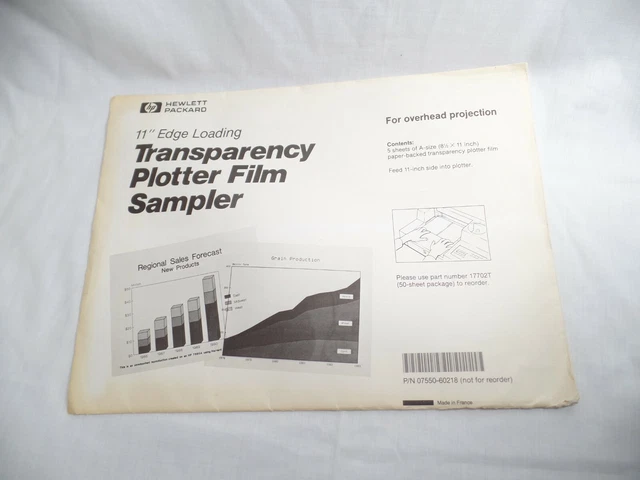 hp HEWLETT
PACKARD
11" Edge Loading
Transparency
Plotter Film
Sampler
For overhead projection
Contents:
5 sheets of A-size (8½ X 11 inch)
paper-backed transparency plotter film
Feed 11-inch side into plotter.
Please use part number 17702T
(50-sheet package) to reorder.
Regional Sales Forecast
New Products
Grain Production
P/N 07550-60218 (not for reorder)
Made in France